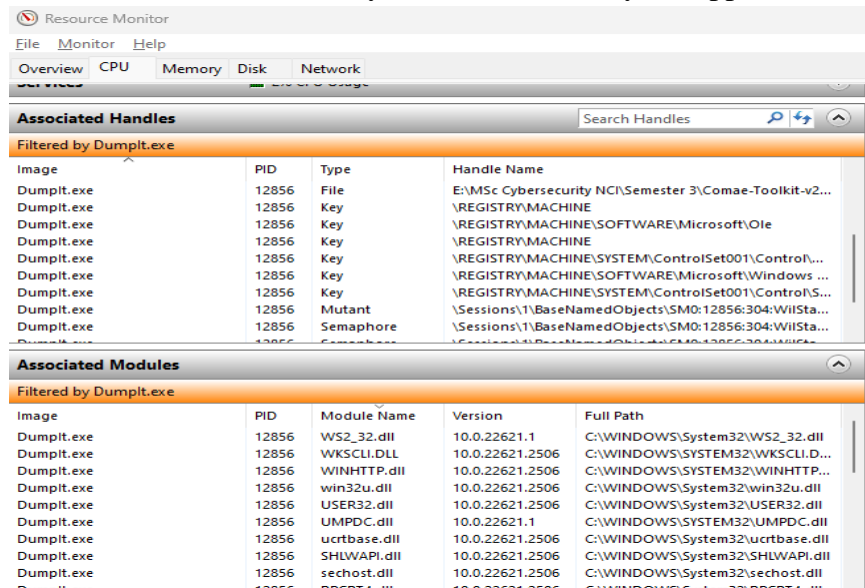 Resource Monitor
File Monitor Help
Overview CPU Memory Disk Network
Associated Handles Search Handles
Filtered by DumpIt.exe
Image PID Type Handle Name
DumpIt.exe 12856 File E:\MSc Cybersecurity NCI\Semester 3\Comae-Toolkit-v2...
DumpIt.exe 12856 Key \REGISTRY\MACHINE
DumpIt.exe 12856 Key \REGISTRY\MACHINE\SOFTWARE\Microsoft\Ole
DumpIt.exe 12856 Key \REGISTRY\MACHINE
DumpIt.exe 12856 Key \REGISTRY\MACHINE\SYSTEM\ControlSet001\Control\...
DumpIt.exe 12856 Key \REGISTRY\MACHINE\SOFTWARE\Microsoft\Windows ...
DumpIt.exe 12856 Key \REGISTRY\MACHINE\SYSTEM\ControlSet001\Control\S...
DumpIt.exe 12856 Mutant \Sessions\1\BaseNamedObjects\SM0:12856:304:WilSta...
DumpIt.exe 12856 Semaphore \Sessions\1\BaseNamedObjects\SM0:12856:304:WilSta...
Associated Modules
Filtered by DumpIt.exe
Image PID Module Name Version Full Path
DumpIt.exe 12856 WS2_32.dll 10.0.22621.1 C:\WINDOWS\System32\WS2_32.dll
DumpIt.exe 12856 WKSCLI.DLL 10.0.22621.2506 C:\WINDOWS\SYSTEM32\WKSCLI.D...
DumpIt.exe 12856 WINHTTP.dll 10.0.22621.2506 C:\WINDOWS\SYSTEM32\WINHTTP...
DumpIt.exe 12856 win32u.dll 10.0.22621.2506 C:\WINDOWS\System32\win32u.dll
DumpIt.exe 12856 USER32.dll 10.0.22621.2506 C:\WINDOWS\System32\USER32.dll
DumpIt.exe 12856 UMPDC.dll 10.0.22621.1 C:\WINDOWS\SYSTEM32\UMPDC.dll
DumpIt.exe 12856 ucrtbase.dll 10.0.22621.2506 C:\WINDOWS\System32\ucrtbase.dll
DumpIt.exe 12856 SHLWAPI.dll 10.0.22621.2506 C:\WINDOWS\System32\SHLWAPI.dll
DumpIt.exe 12856 sechost.dll 10.0.22621.2506 C:\WINDOWS\System32\sechost.dll